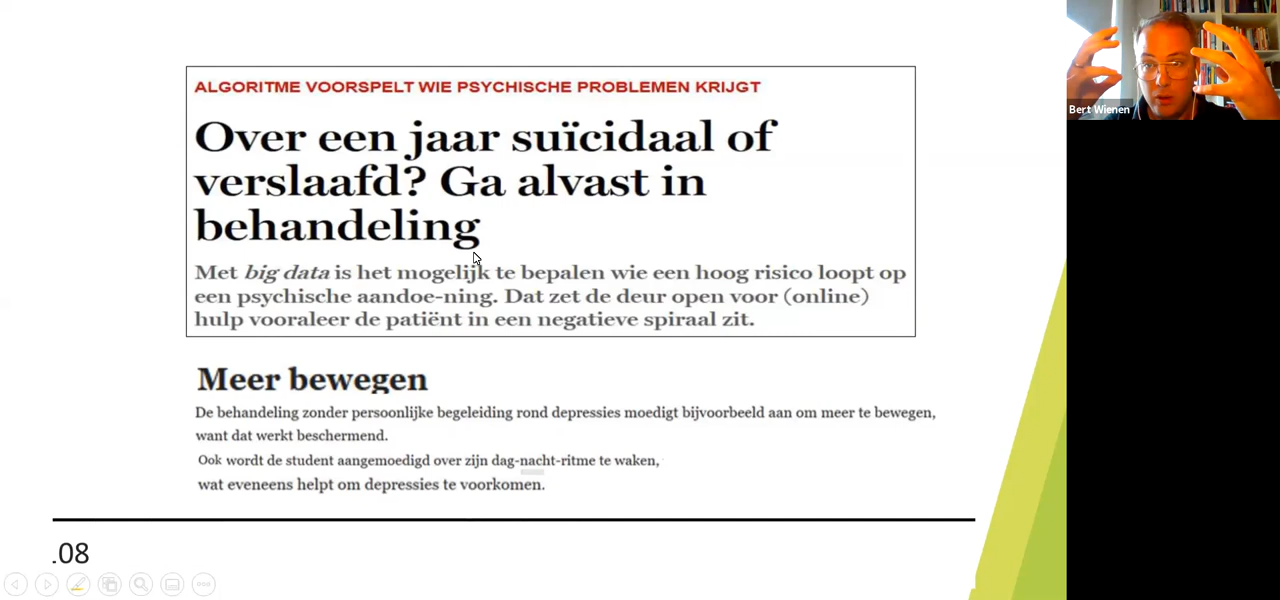 ALGORITME VOORSPELT WIE PSYCHISCHE PROBLEMEN KRIJGT
Over een jaar suïcidaal of
verslaafd? Ga alvast in
behandeling
Met big data is het mogelijk te bepalen wie een hoog risico loopt op
een psychische aandoe-ning. Dat zet de deur open voor (online)
hulp vooraleer de patiënt in een negatieve spiraal zit.
Meer bewegen
De behandeling zonder persoonlijke begeleiding rond depressies moedigt bijvoorbeeld aan om meer te bewegen,
want dat werkt beschermend.
Ook wordt de student aangemoedigd over zijn dag-nacht-ritme te waken,
wat eveneens helpt om depressies te voorkomen.
.08
Bert Wienen